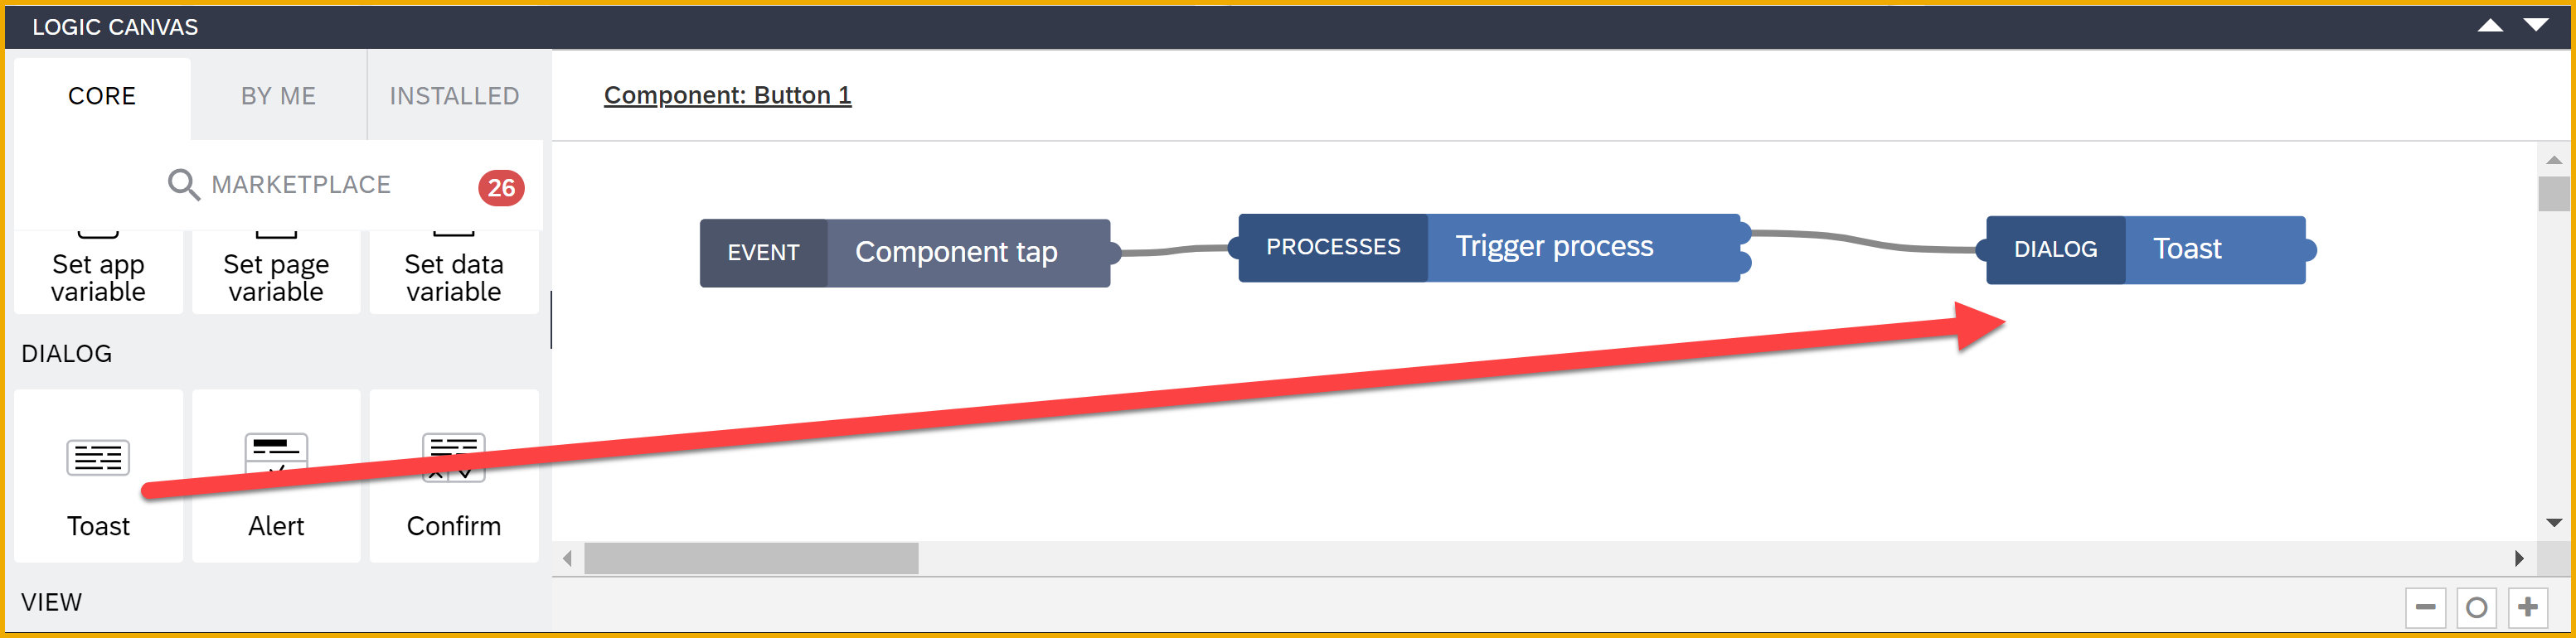 LOGIC CANVAS
CORE
BY ME
INSTALLED
MARKETPLACE
26
Set app
variable
Set page
variable
Set data
variable
DIALOG
Toast
Alert
Confirm
VIEW
Component: Button 1
EVENT
Component tap
PROCESSES
Trigger process
DIALOG
Toast